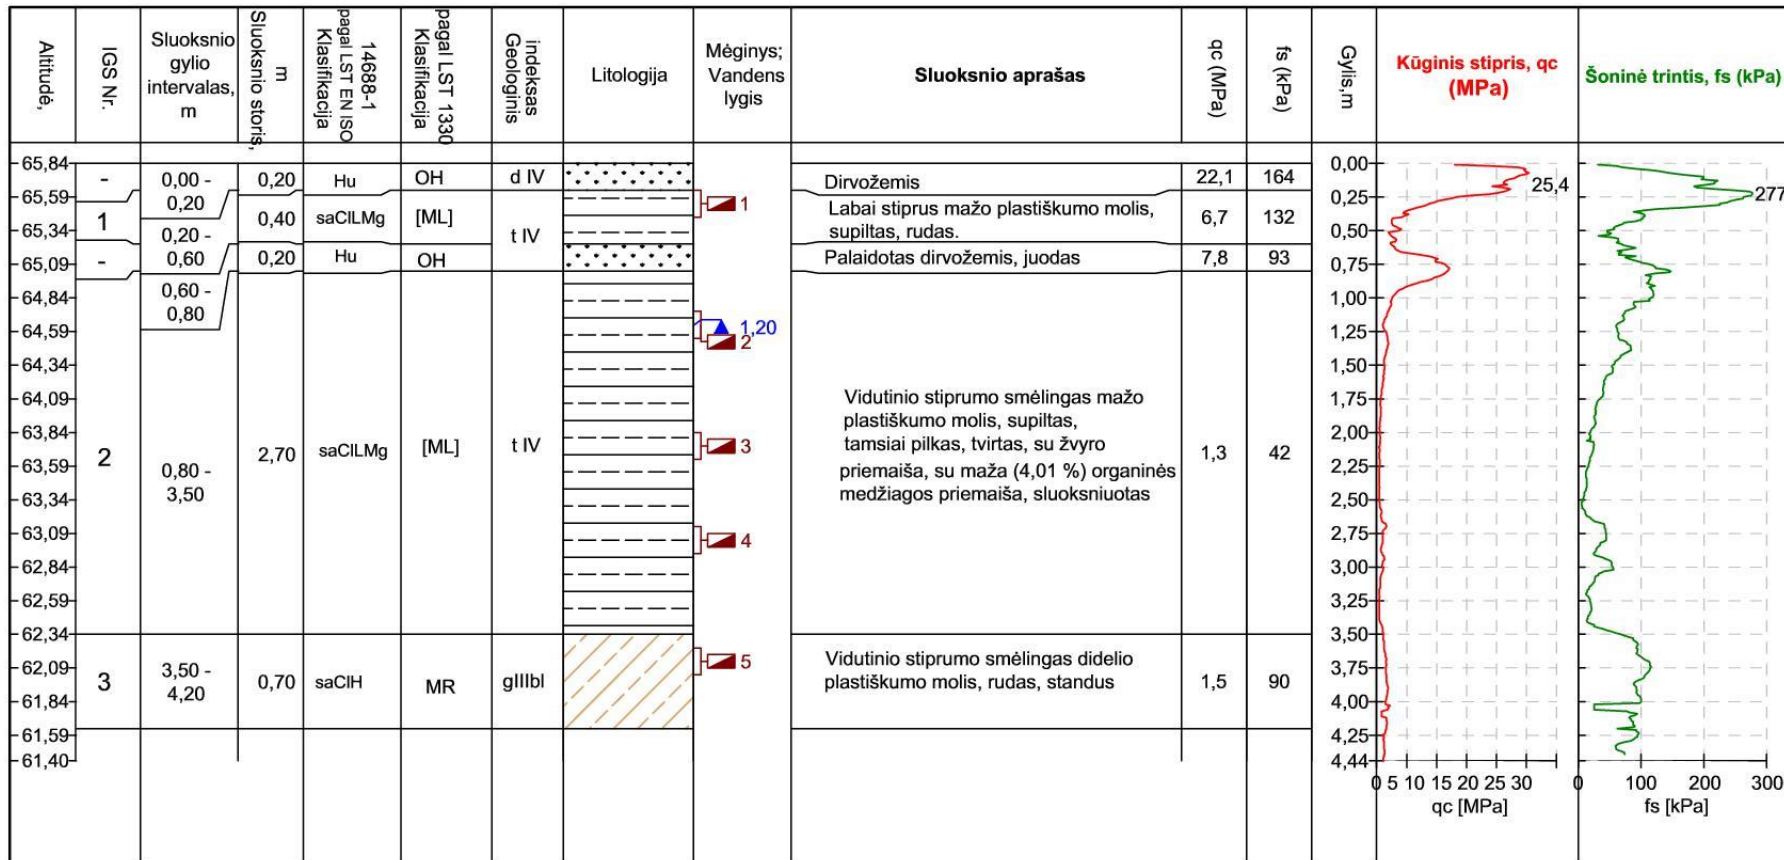 Altitudė,
IGS Nr.
Sluoksnio
gylio
intervalas,
m
Sluoksnio storis,
m
Klasifikacija
pagal LST EN ISO
14688-1
Klasifikacija
pagal LST 1330
Geologinis
indeksas
Litologija
Mėginys;
Vandens
lygis
Sluoksnio aprašas
qc (MPa)
fs (kPa)
Gylis,m
Kūginis stipris, qc
(MPa)
Šoninė trintis, fs (kPa)
65,84
65,59
65,34
65,09
64,84
64,59
64,34
64,09
63,84
63,59
63,34
63,09
62,84
62,59
62,34
62,09
61,84
61,59
61,40
-
0,00 -
0,20
0,20
Hu
OH
d IV
Dirvožemis
22,1
164
1
0,20 -
0,60
0,40
saClLMg
[ML]
t IV
1
Labai stiprus mažo plastiškumo molis,
supiltas, rudas.
6,7
132
-
0,60 -
0,80
0,20
Hu
OH
Palaidotas dirvožemis, juodas
7,8
93
2
0,80 -
3,50
2,70
saClLMg
[ML]
t IV
1,20
2
3
4
Vidutinio stiprumo smėlingas mažo
plastiškumo molis, supiltas,
tamsiai pilkas, tvirtas, su žvyro
priemaiša, su maža (4,01 %) organinės
medžiagos priemaiša, sluoksniuotas
1,3
42
3
3,50 -
4,20
0,70
saClH
MR
gIIIbl
5
Vidutinio stiprumo smėlingas didelio
plastiškumo molis, rudas, standus
1,5
90
0,00
0,25
0,50
0,75
1,00
1,25
1,50
1,75
2,00
2,25
2,50
2,75
3,00
3,25
3,50
3,75
4,00
4,25
4,44
25,4
0 5 10 15 20 25 30
qc [MPa]
277
0 100 200 300
fs [kPa]